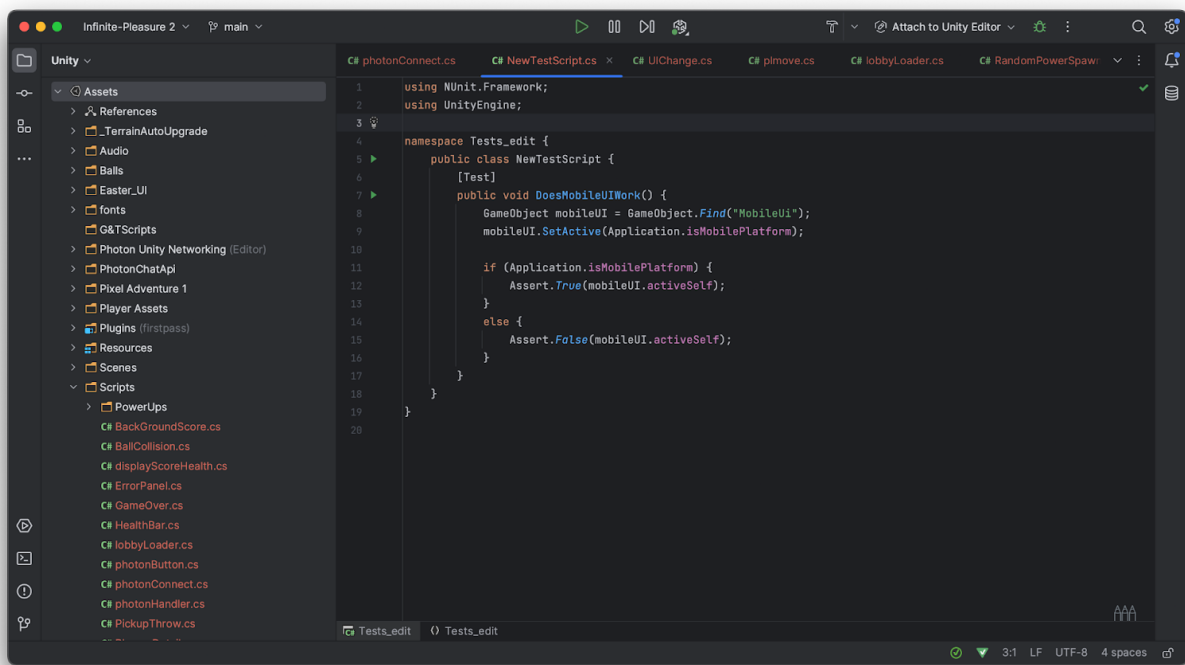 Infinite-Pleasure 2
main
Attach to Unity Editor
Unity
C# photonConnect.cs
C# NewTestScript.cs
C# UIChange.cs
C# plmove.cs
C# lobbyLoader.cs
C# RandomPowerSpawn
Assets
References
_TerrainAutoUpgrade
Audio
Balls
Easter_UI
fonts
G&TScripts
Photon Unity Networking (Editor)
PhotonChatApi
Pixel Adventure 1
Player Assets
Plugins (firstpass)
Resources
Scenes
Scripts
PowerUps
C# BackGroundScore.cs
C# BallCollision.cs
C# displayScoreHealth.cs
C# ErrorPanel.cs
C# GameOver.cs
C# HealthBar.cs
C# lobbyLoader.cs
C# photonButton.cs
C# photonConnect.cs
C# photonHandler.cs
C# PickupThrow.cs
1 using NUnit.Framework;
2 using UnityEngine;
3
4 namespace Tests_edit {
5 public class NewTestScript {
6 [Test]
7 public void DoesMobileUIWork() {
8 GameObject mobileUI = GameObject.Find("MobileUi");
9 mobileUI.SetActive(Application.isMobilePlatform);
10
11 if (Application.isMobilePlatform) {
12 Assert.True(mobileUI.activeSelf);
13 }
14 else {
15 Assert.False(mobileUI.activeSelf);
16 }
17 }
18 }
19 }
20
C# Tests_edit
Tests_edit
3:1 LF UTF-8 4 spaces